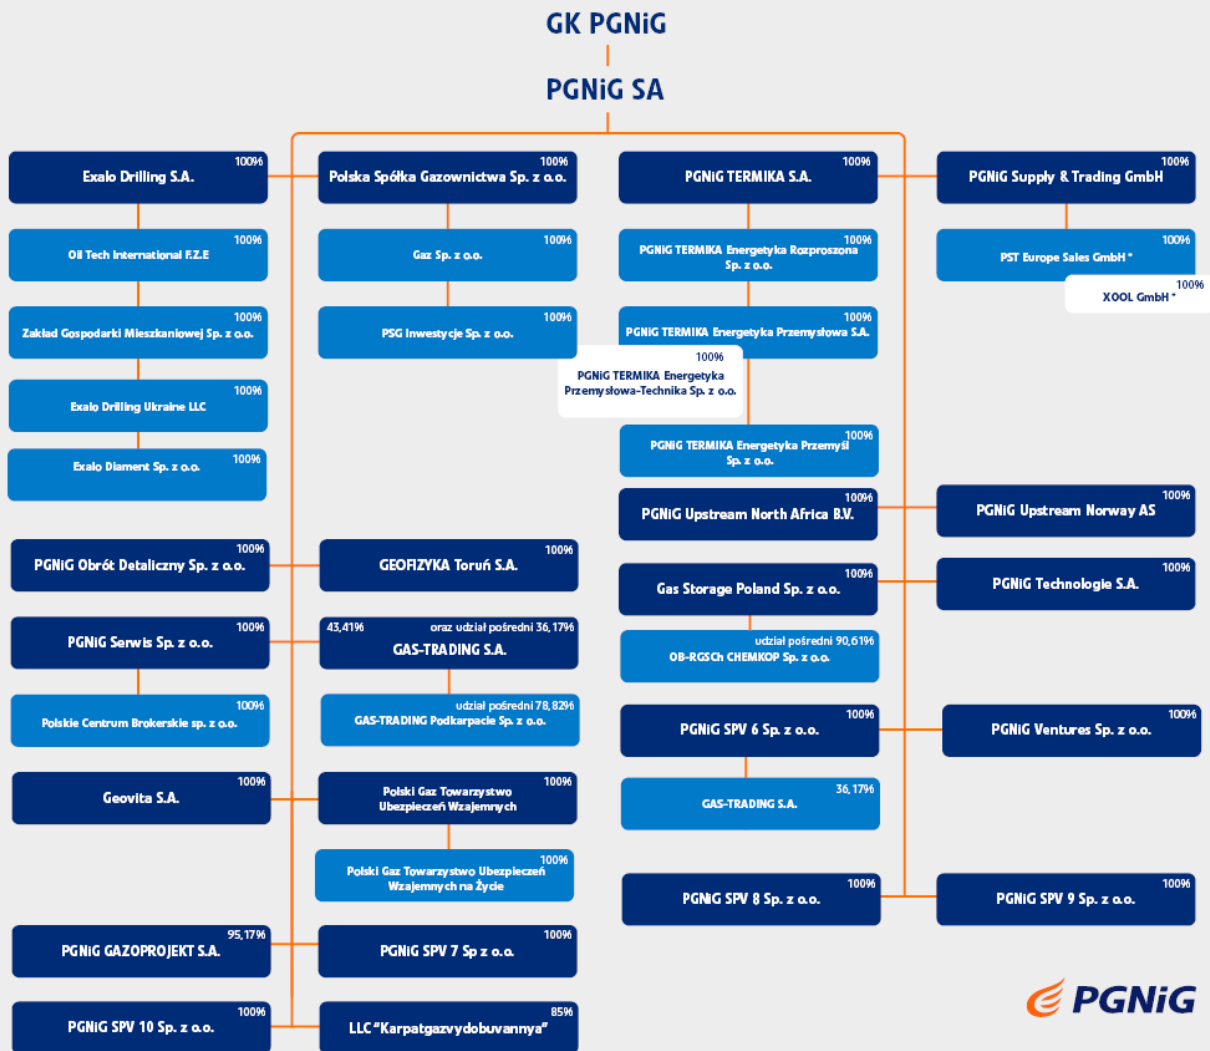 GK PGNiG
PGNiG SA
100%
Exalo Drilling S.A.
100%
Polska Spółka Gazownictwa Sp. z o.o.
100%
PGNiG TERMIKA S.A.
100%
PGNiG Supply & Trading GmbH
100%
Oil Tech International F.Z.E
100%
Gaz Sp. z o.o.
100%
PGNiG TERMIKA Energetyka Rozproszona
Sp. z o.o.
100%
PST Europe Sales GmbH *
100%
XOOL GmbH *
100%
Zakład Gospodarki Mieszkaniowej Sp. z o.o.
100%
PSG Inwestycje Sp. z o.o.
100%
PGNiG TERMIKA Energetyka Przemysłowa S.A.
100%
PGNiG TERMIKA Energetyka
Przemysłowa-Technika Sp. z o.o.
100%
Exalo Drilling Ukraine LLC
100%
Exalo Diament Sp. z o.o.
100%
PGNiG TERMIKA Energetyka Przemyśl
Sp. z o.o.
100%
PGNiG Upstream North Africa B.V.
100%
PGNiG Upstream Norway AS
100%
PGNiG Obrót Detaliczny Sp. z o.o.
100%
GEOFIZYKA Toruń S.A.
100%
Gas Storage Poland Sp. z o.o.
100%
PGNiG Technologie S.A.
100%
PGNiG Serwis Sp. z o.o.
43,41% oraz udział pośredni 36,17%
GAS-TRADING S.A.
udział pośredni 90,61%
OB-RGSCh CHEMKOP Sp. z o.o.
100%
Polskie Centrum Brokerskie sp. z o.o.
udział pośredni 78,82%
GAS-TRADING Podkarpacie Sp. z o.o.
100%
PGNiG SPV 6 Sp. z o.o.
100%
PGNiG Ventures Sp. z o.o.
100%
Geovita S.A.
100%
Polski Gaz Towarzystwo
Ubezpieczeń Wzajemnych
36,17%
GAS-TRADING S.A.
100%
Polski Gaz Towarzystwo Ubezpieczeń
Wzajemnych na Życie
100%
PGNiG SPV 8 Sp. z o.o.
100%
PGNiG SPV 9 Sp. z o.o.
95,17%
PGNiG GAZOPROJEKT S.A.
100%
PGNiG SPV 7 Sp z o.o.
100%
PGNiG SPV 10 Sp. z o.o.
85%
LLC "Karpatgazvydobuvannya"
PGNiG